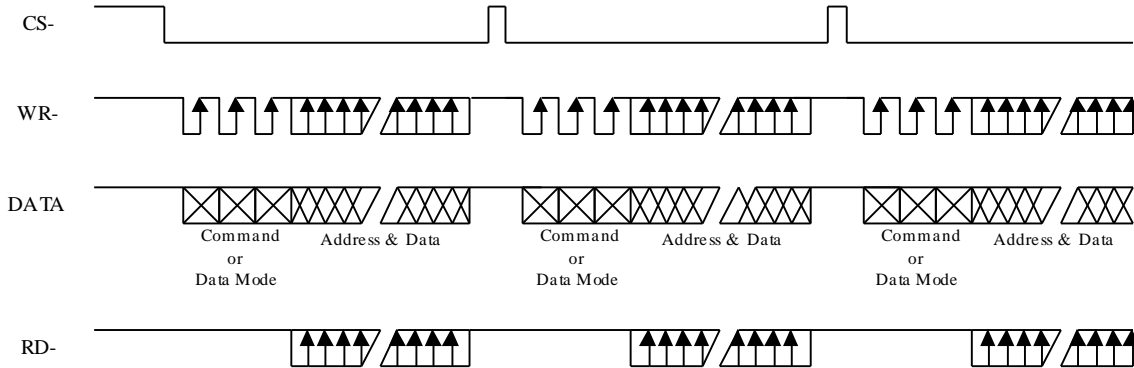 CS-
WR-
DATA
Command Address & Data Command Address & Data Command Address & Data
or or or
Data Mode Data Mode Data Mode
RD-